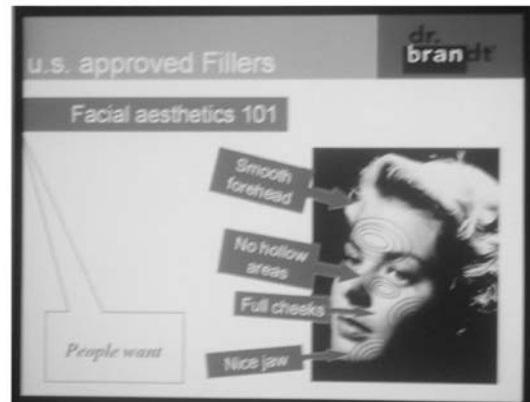 u.s. approved Fillers
dr.
brandt
Facial aesthetics 101
Smooth
forehead
No hollow
areas
Full cheeks
People want
Nice jaw